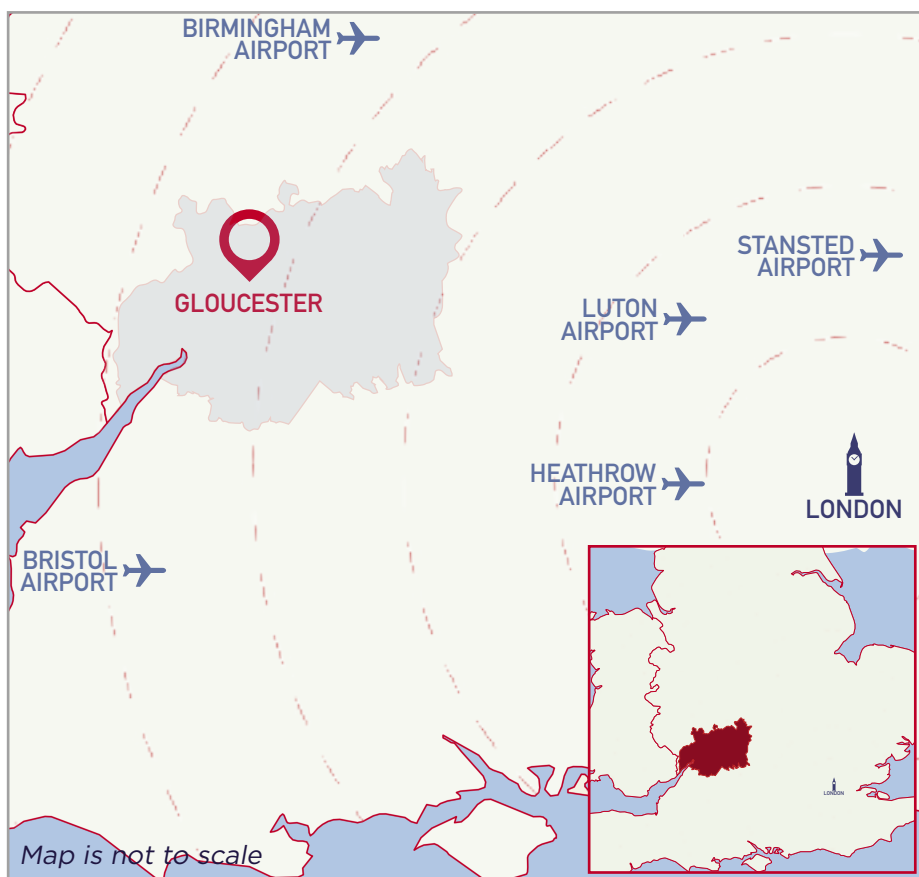 BIRMINGHAM
AIRPORT
GLOUCESTER
STANSTED
AIRPORT
LUTON
AIRPORT
HEATHROW
AIRPORT
LONDON
BRISTOL
AIRPORT
LONDON
Map is not to scale